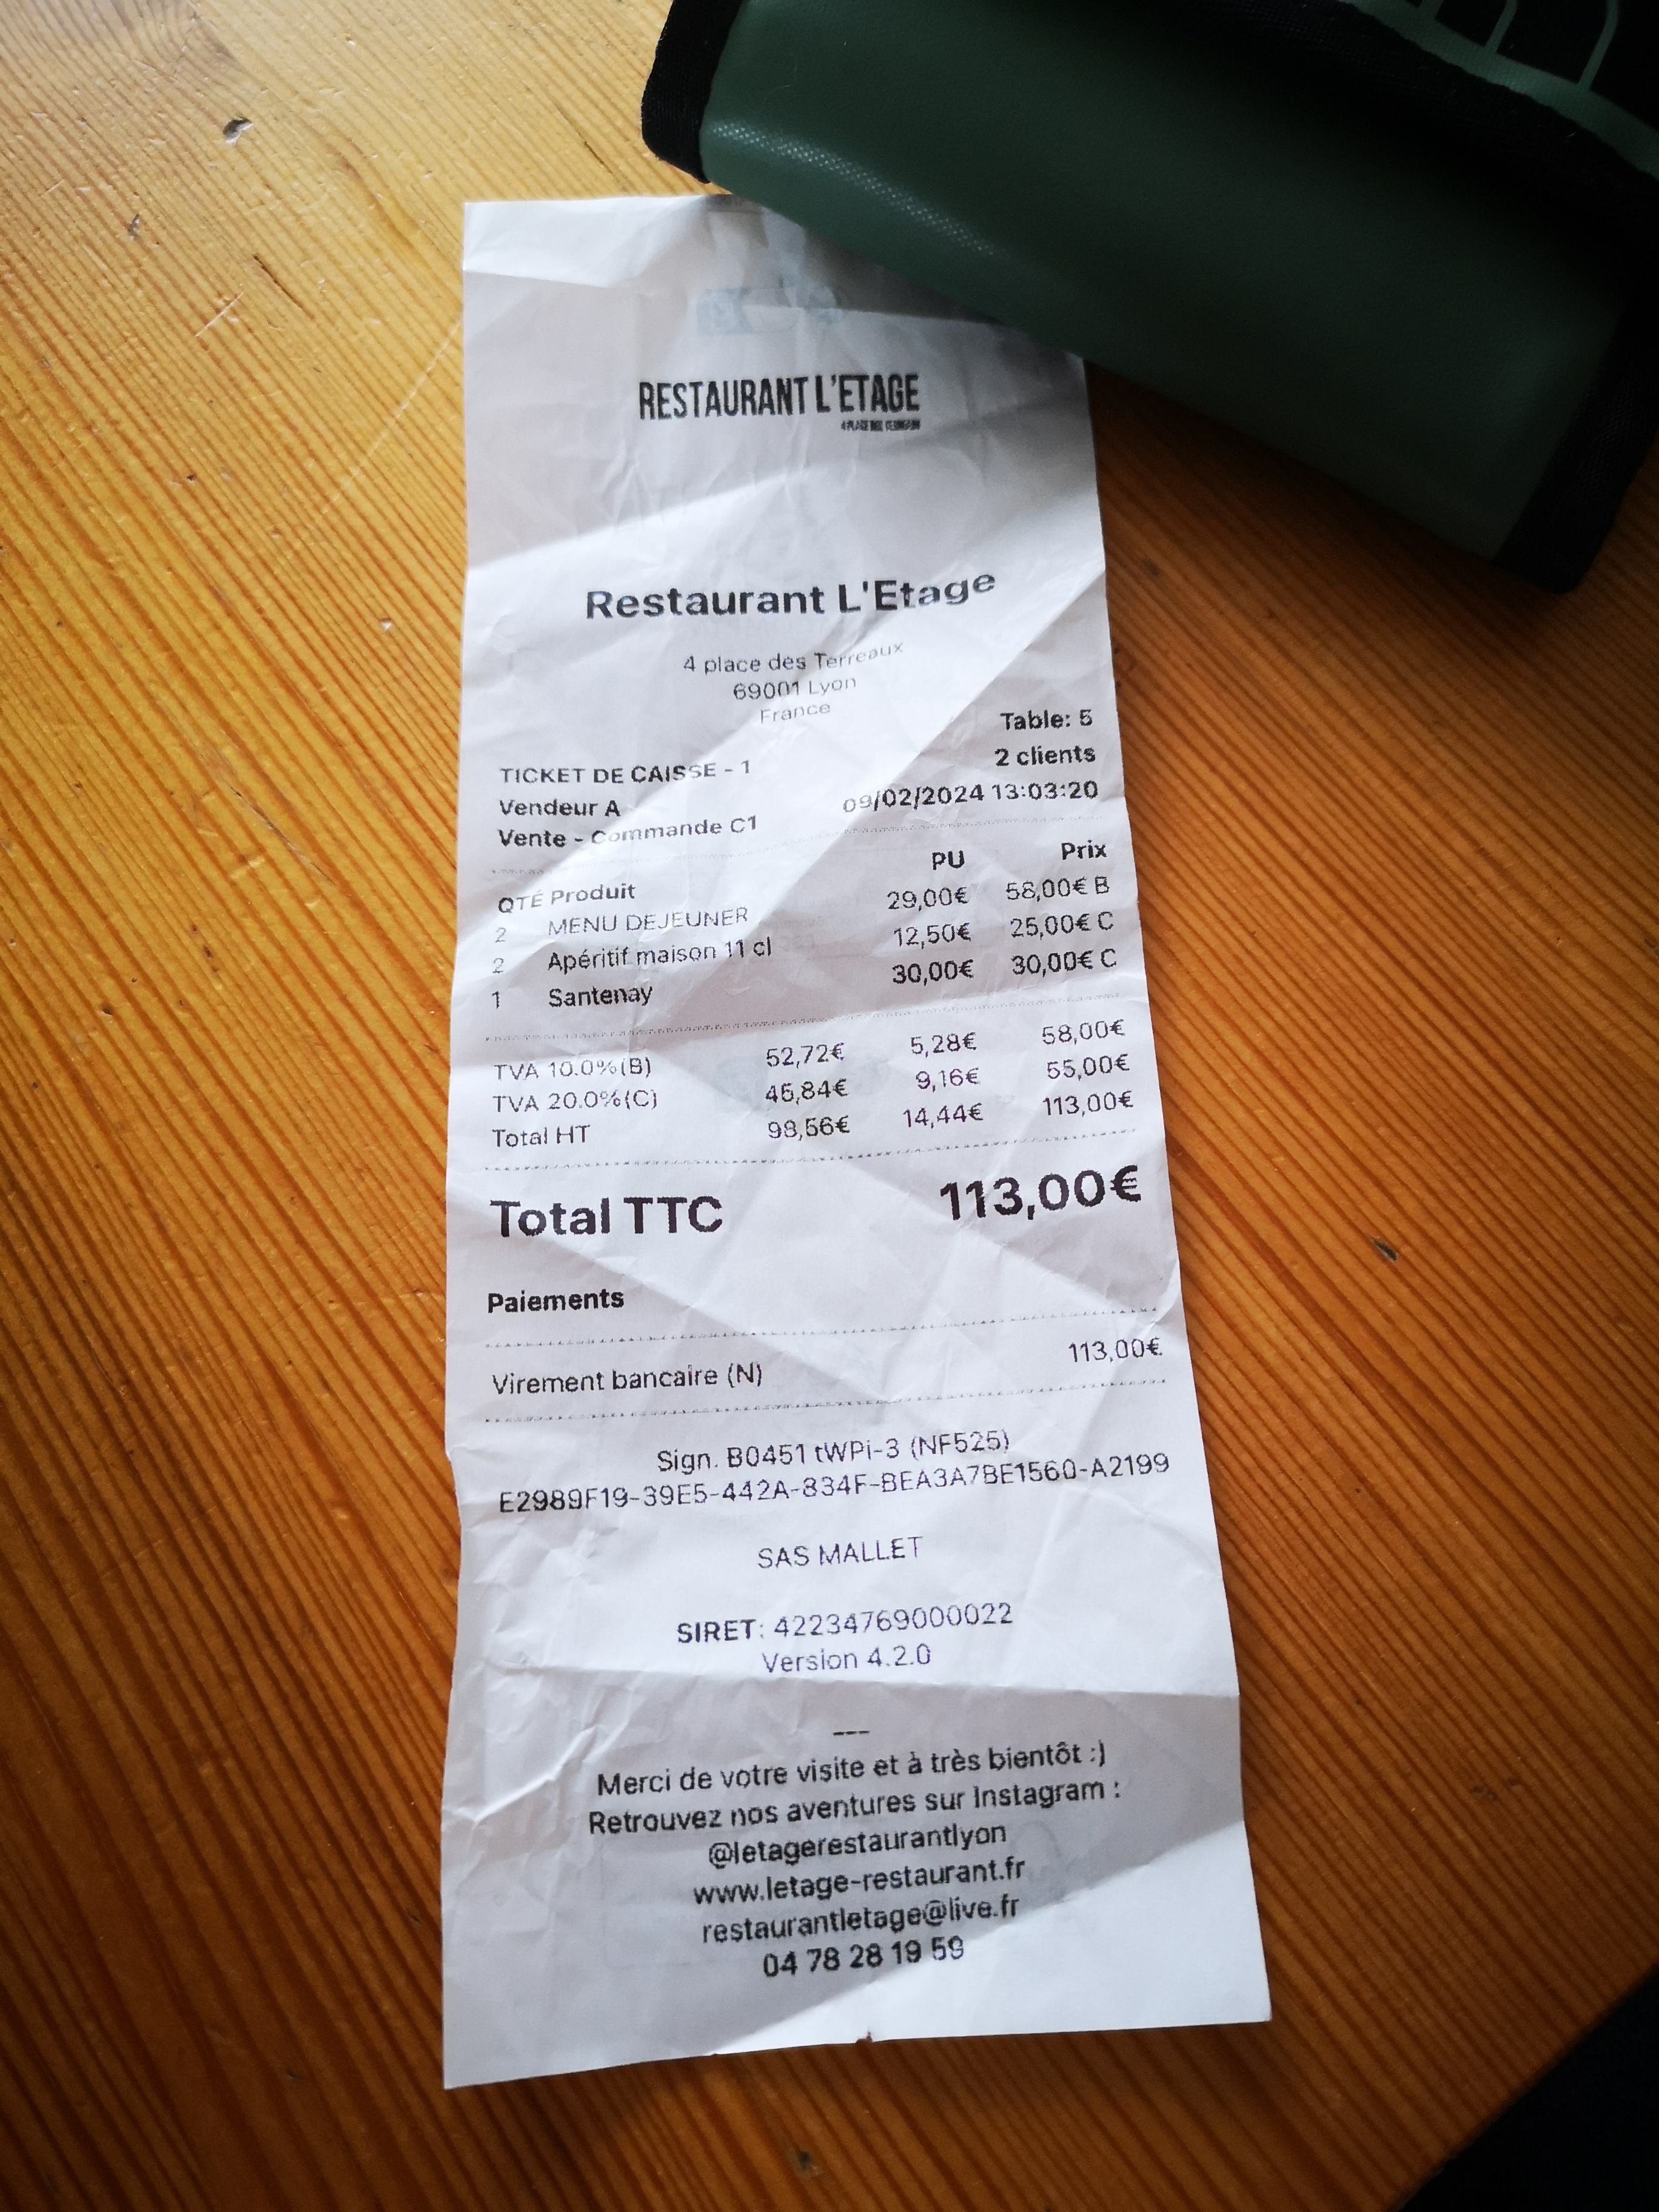 RESTAURANT L'ETAGE
Restaurant L'Etage
4 place des Terreaux
69001 Lyon
France
Table: 5
TICKET DE CAISSE - 1 2 clients
Vendeur A 09/02/2024 13:03:20
Vente - Commande C1
QTÉ Produit PU Prix
2 MENU DEJEUNER 29,00€ 58,00€ B
2 Apéritif maison 11 cl 12,50€ 25,00€ C
1 Santenay 30,00€ 30,00€ C
TVA 10.0%(B) 52,72€ 5,28€ 58,00€
TVA 20.0%(C) 45,84€ 9,16€ 55,00€
Total HT 98,56€ 14,44€ 113,00€
Total TTC 113,00€
Paiements
Virement bancaire (N) 113,00€
Sign. B0451 tWPi-3 (NF525)
E2989F19-39E5-442A-834F-BEA3A7BE1560-A2199
SAS MALLET
SIRET: 42234769000022
Version 4.2.0
---
Merci de votre visite et à très bientôt :)
Retrouvez nos aventures sur Instagram :
@letagerestaurantlyon
www.letage-restaurant.fr
restaurantletage@live.fr
04 78 28 19 59